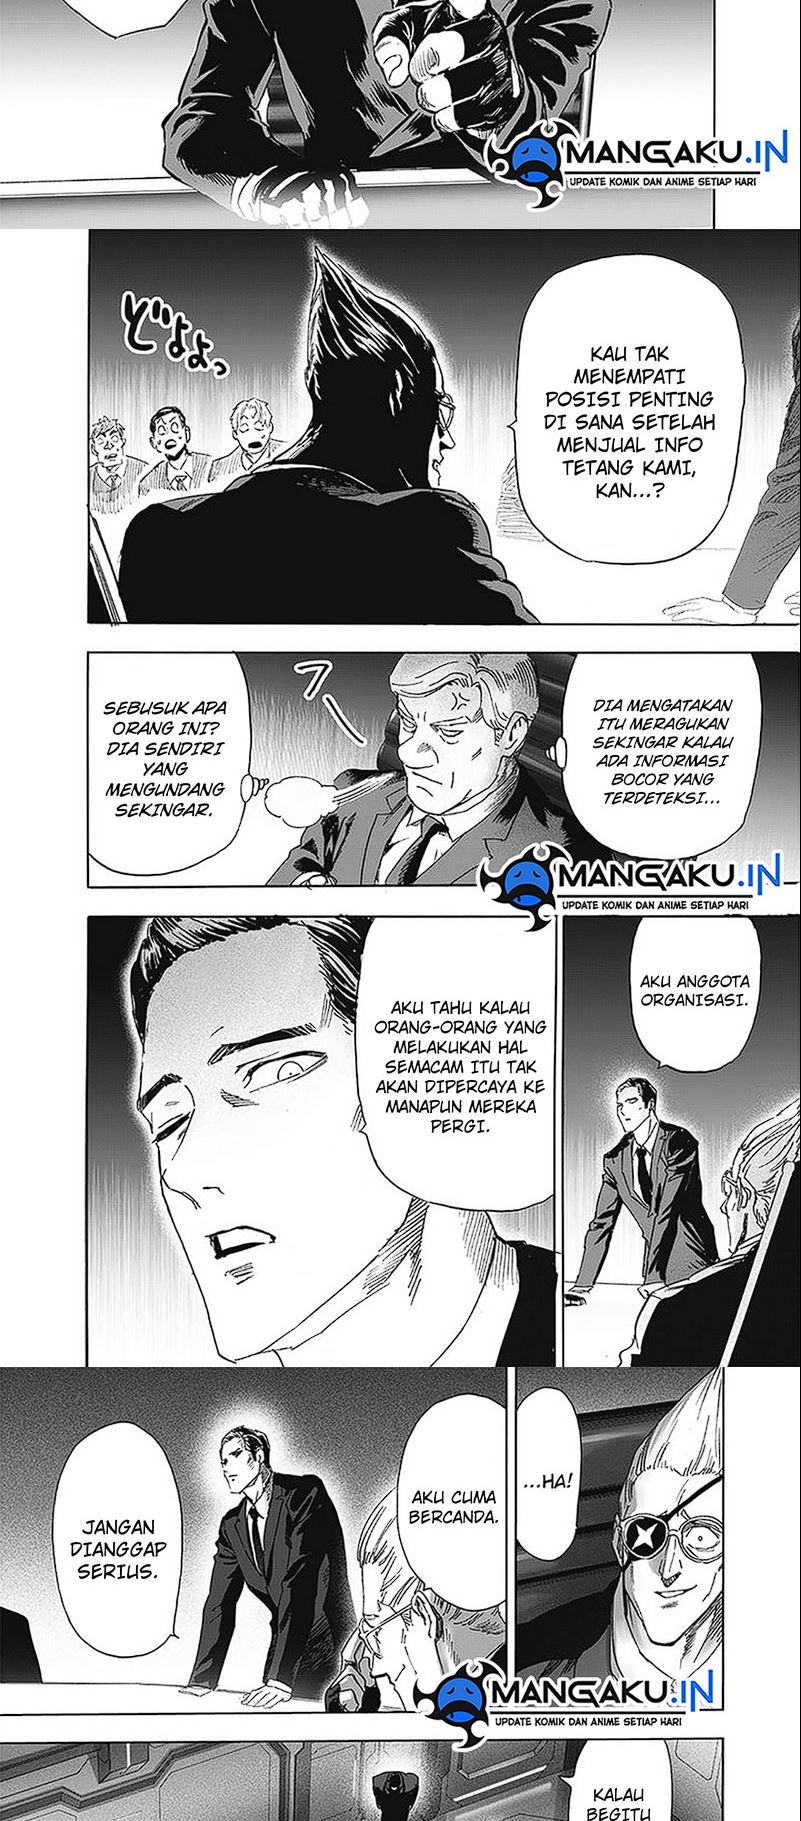 MANGAKU.IN
UPDATE KOMIK DAN ANIME SETIAP HARI
KAU TAK
MENEMPATI
POSISI PENTING
DI SANA SETELAH
MENJUAL INFO
TETANG KAMI,
KAN...?
どよよっ
DIA MENGATAKAN
ITU MERAGUKAN
SEKINGAR KALAU
ADA INFORMASI
BOCOR YANG
TERDETEKSI...
SEBUSUK APA
ORANG INI?
DIA SENDIRI
YANG
MENGUNDANG
SEKINGAR.
MANGAKU.IN
UPDATE KOMIK DAN ANIME SETIAP HARI
AKU ANGGOTA
ORGANISASI.
AKU TAHU KALAU
ORANG-ORANG YANG
MELAKUKAN HAL
SEMACAM ITU TAK
AKAN DIPERCAYA KE
MANAPUN MEREKA
PERGI.
...HA!
AKU CUMA
BERCANDA.
JANGAN
DIANGGAP
SERIUS.
MANGAKU.IN
UPDATE KOMIK DAN ANIME SETIAP HARI
KALAU
BEGITU